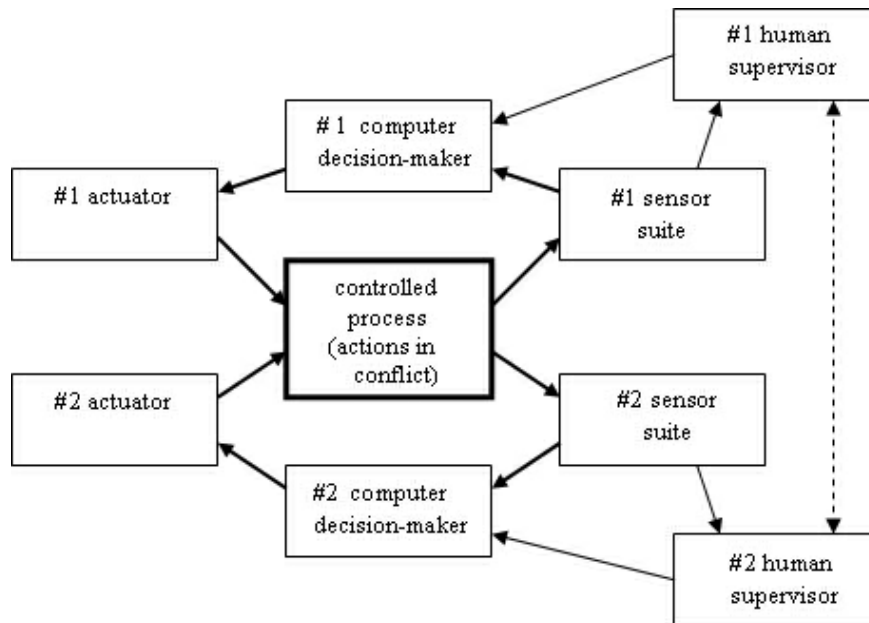 #1 human
supervisor
# 1 computer
decision-maker
#1 actuator
#1 sensor
suite
controlled
process
(actions in
conflict)
#2 actuator
#2 sensor
suite
#2 computer
decision-maker
#2 human
supervisor